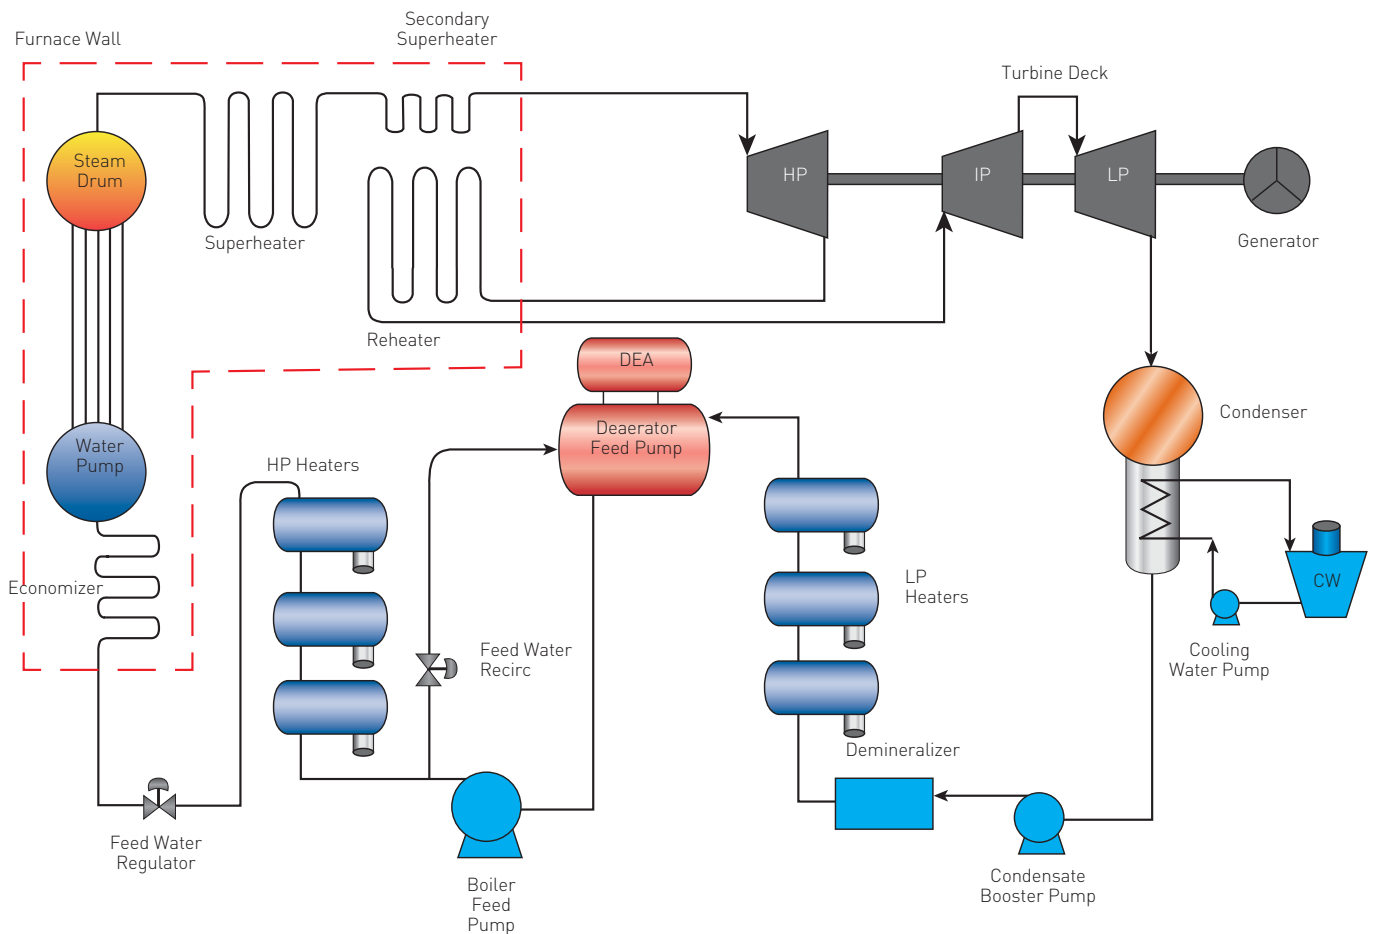 Secondary
Superheater
Furnace Wall
Turbine Deck
Steam
Drum
HP
IP
LP
Superheater
Generator
Reheater
DEA
Condenser
Deaerator
Feed Pump
Water
Pump
HP Heaters
Economizer
LP
Heaters
CW
Feed Water
Recirc
Cooling
Water Pump
Demineralizer
Feed Water
Regulator
Boiler
Feed
Pump
Condensate
Booster Pump